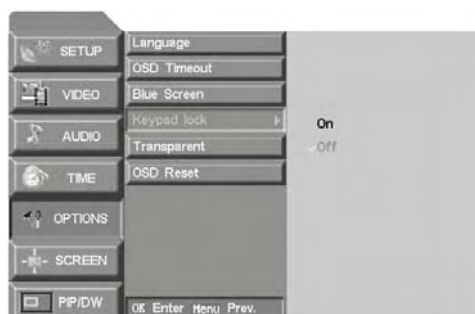 SETUP
VIDEO
AUDIO
TIME
OPTIONS
SCREEN
PIP/DW
Language
OSD Timeout
Blue Screen
Keypad lock
Transparent
OSD Reset
OK Enter Menu Prev.
On
Off